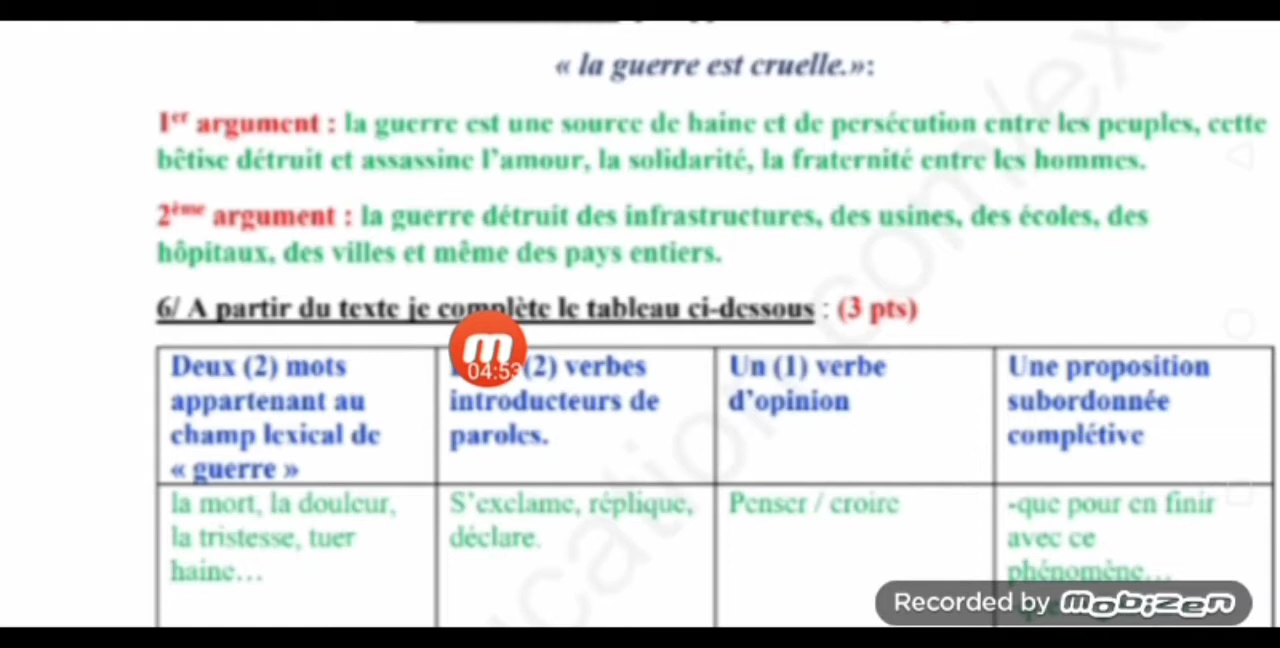 « la guerre est cruelle.»:
1er argument : la guerre est une source de haine et de persécution entre les peuples, cette
bêtise détruit et assassine l'amour, la solidarité, la fraternité entre les hommes.
2ème argument : la guerre détruit des infrastructures, des usines, des écoles, des
hôpitaux, des villes et même des pays entiers.
6/ A partir du texte je complète le tableau ci-dessous : (3 pts)
Deux (2) mots
appartenant au
champ lexical de
« guerre »
(2) verbes
introducteurs de
paroles.
Un (1) verbe
d'opinion
Une proposition
subordonnée
complétive
la mort, la douleur,
la tristesse, tuer
haine…
S'exclame, réplique,
déclare.
Penser / croire
-que pour en finir
avec ce
phénomène…
m
04:53
Recorded by Mobizen